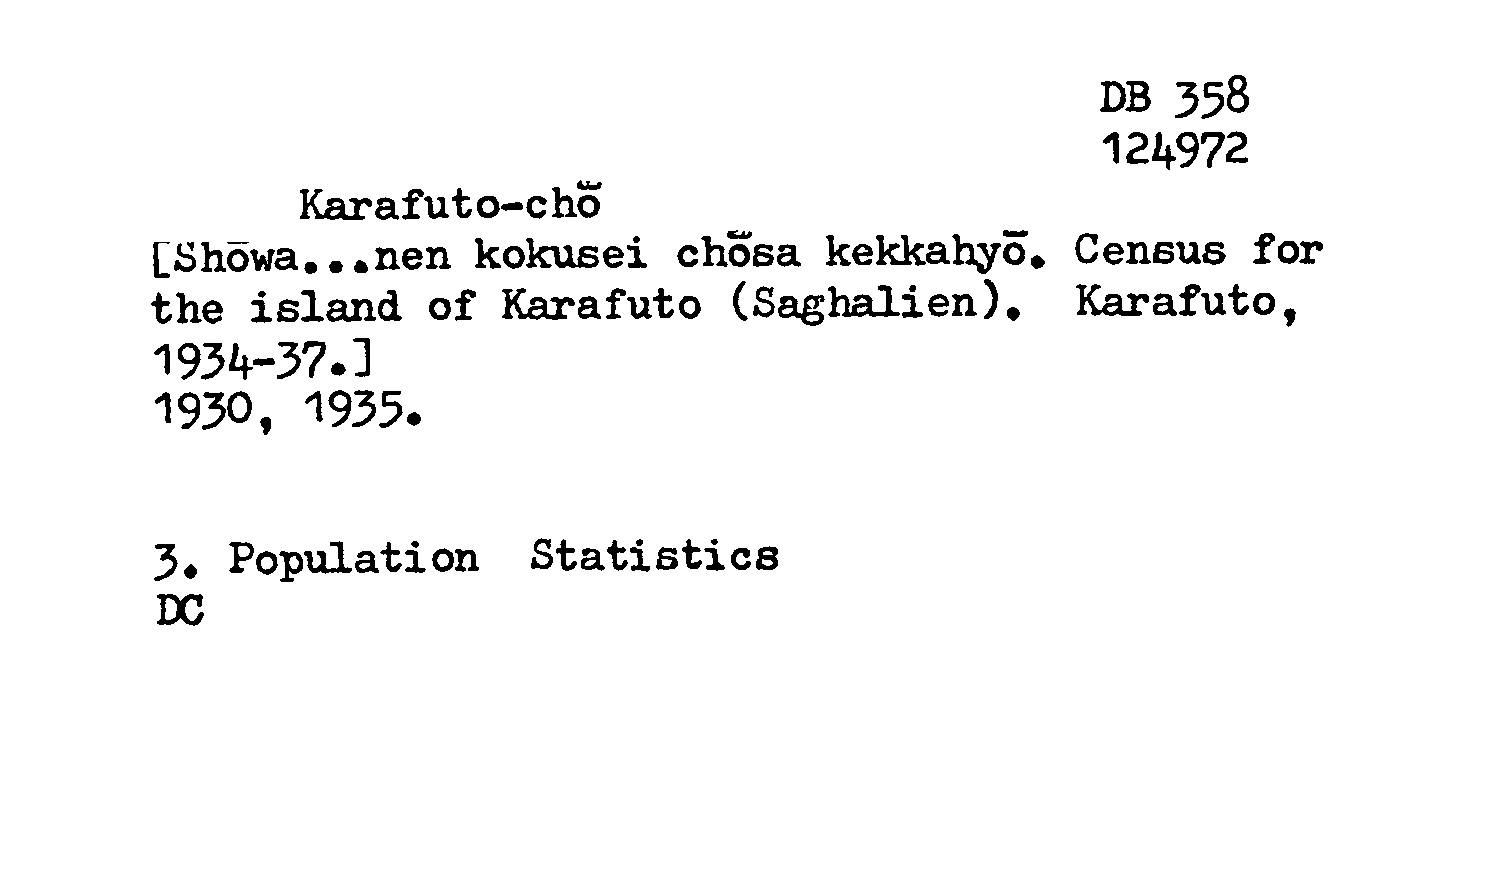 DB 358
124972
Karafuto-chō
[Shōwa...nen kokusei chōsa kekkahyō. Census for
the island of Karafuto (Saghalien). Karafuto,
1934-37.]
1930, 1935.
3. Population Statistics
DC